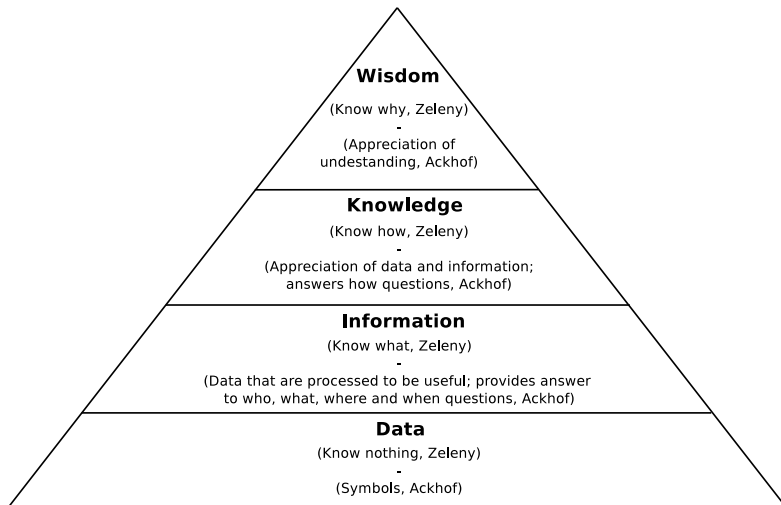 Wisdom
(Know why, Zeleny)
-
(Appreciation of
undestanding, Ackhof)
Knowledge
(Know how, Zeleny)
-
(Appreciation of data and information;
answers how questions, Ackhof)
Information
(Know what, Zeleny)
-
(Data that are processed to be useful; provides answer
to who, what, where and when questions, Ackhof)
Data
(Know nothing, Zeleny)
-
(Symbols, Ackhof)